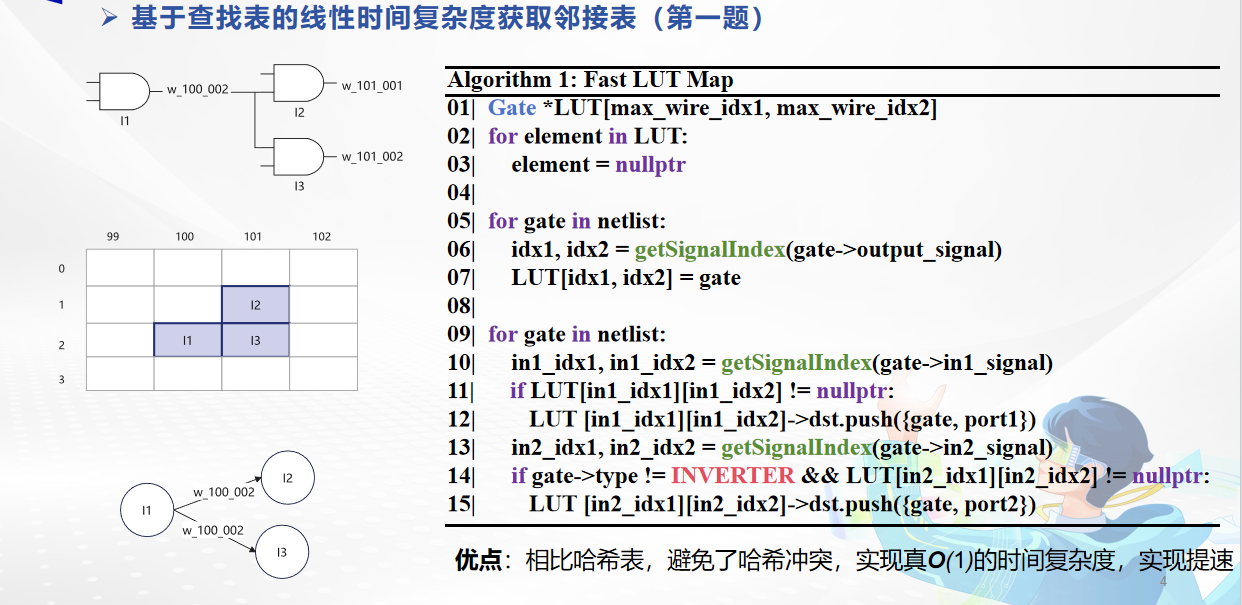 ➢ 基于查找表的线性时间复杂度获取邻接表（第一题）
w_100_002
I1
w_101_001
I2
w_101_002
I3
99 100 101 102
0
1 I2
2 I1 I3
3
I1
w_100_002
I2
w_100_002
I3
Algorithm 1: Fast LUT Map
01| Gate *LUT[max_wire_idx1, max_wire_idx2]
02| for element in LUT:
03| element = nullptr
04|
05| for gate in netlist:
06| idx1, idx2 = getSignalIndex(gate->output_signal)
07| LUT[idx1, idx2] = gate
08|
09| for gate in netlist:
10| in1_idx1, in1_idx2 = getSignalIndex(gate->in1_signal)
11| if LUT[in1_idx1][in1_idx2] != nullptr:
12| LUT [in1_idx1][in1_idx2]->dst.push({gate, port1})
13| in2_idx1, in2_idx2 = getSignalIndex(gate->in2_signal)
14| if gate->type != INVERTER && LUT[in2_idx1][in2_idx2] != nullptr:
15| LUT [in2_idx1][in2_idx2]->dst.push({gate, port2})
优点：相比哈希表，避免了哈希冲突，实现真O(1)的时间复杂度，实现提速
4